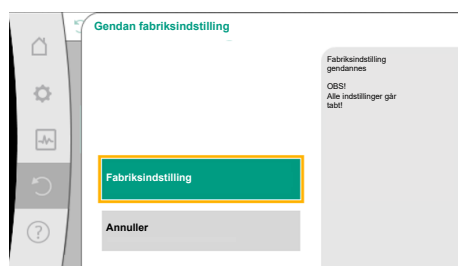 Gendan fabriksindstilling
Fabriksindstilling
gendannes
OBS!
Alle indstillinger går
tabt!
Fabriksindstilling
Annuller
?